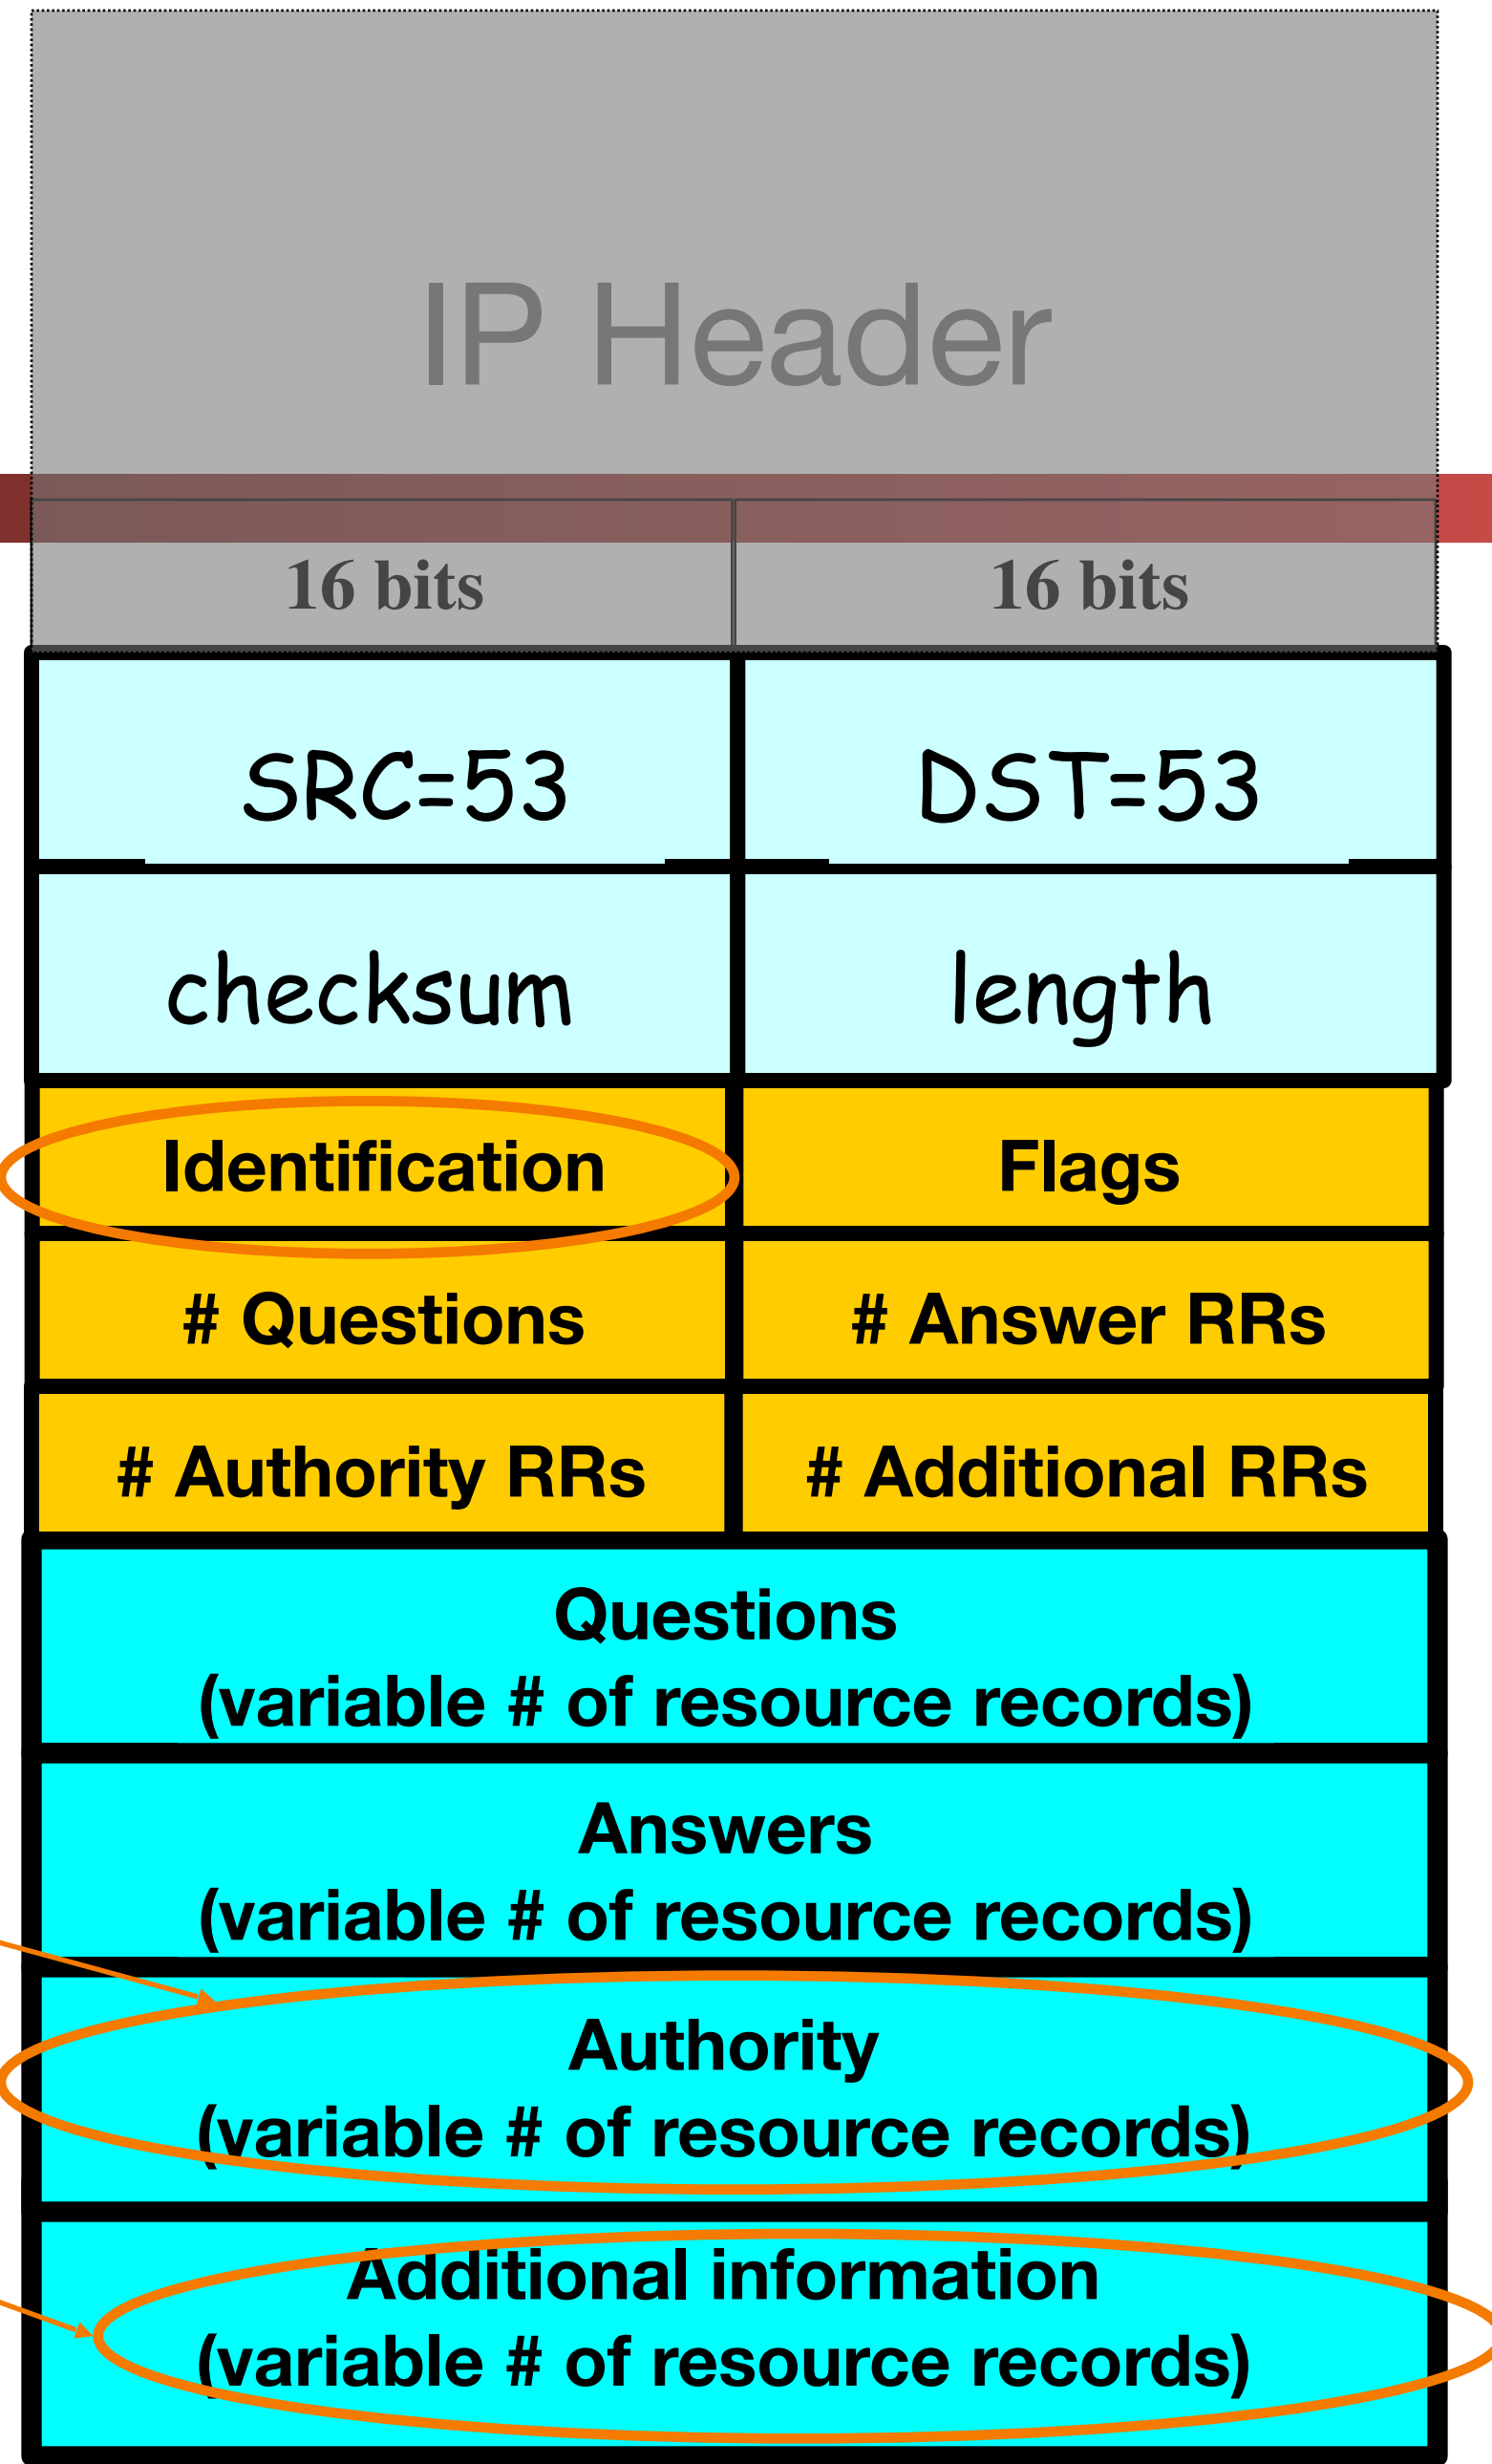 IP Header
16 bits 16 bits
SRC=53 DST=53
checksum length
Identification Flags
# Questions # Answer RRs
# Authority RRs # Additional RRs
Questions
(variable # of resource records)
Answers
(variable # of resource records)
Authority
(variable # of resource records)
Additional information
(variable # of resource records)